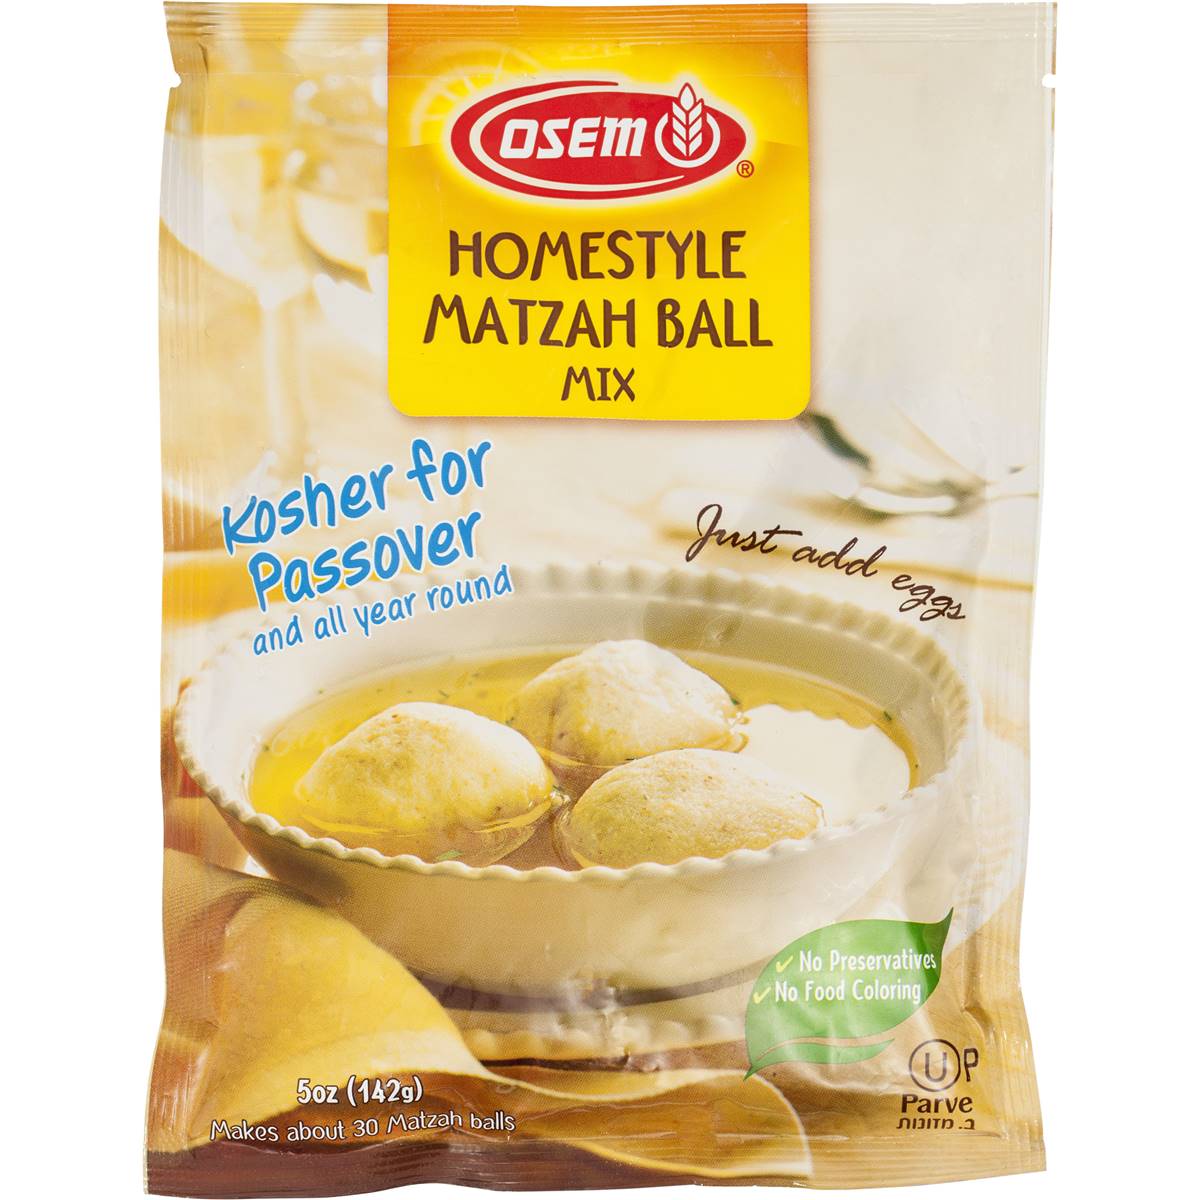 OSEM
®
HOMESTYLE
MATZAH BALL
MIX
Kosher for
Passover
and all year round
Just add eggs
No Preservatives
No Food Coloring
U P
Parve
ב. מזונות
5oz (142g)
Makes about 30 Matzah balls